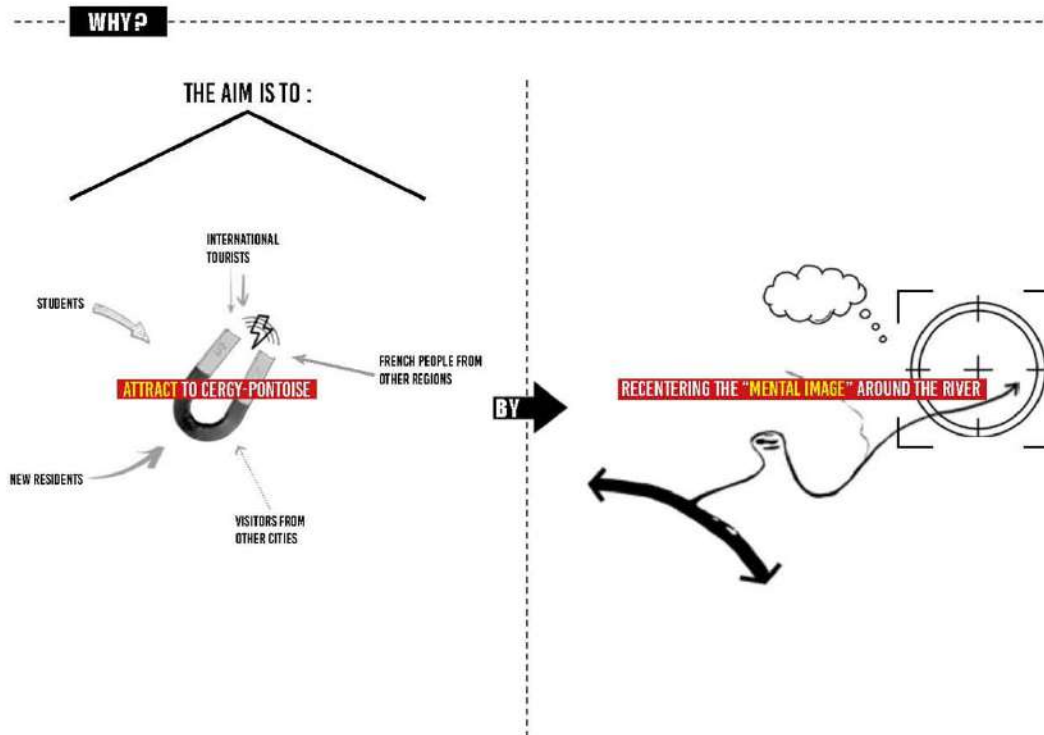 WHY?
THE AIM IS TO :
INTERNATIONAL
TOURISTS
STUDENTS
FRENCH PEOPLE FROM
OTHER REGIONS
ATTRACT TO CERGY-PONTOISE
BY
RECENTERING THE "MENTAL IMAGE" AROUND THE RIVER
NEW RESIDENTS
VISITORS FROM
OTHER CITIES